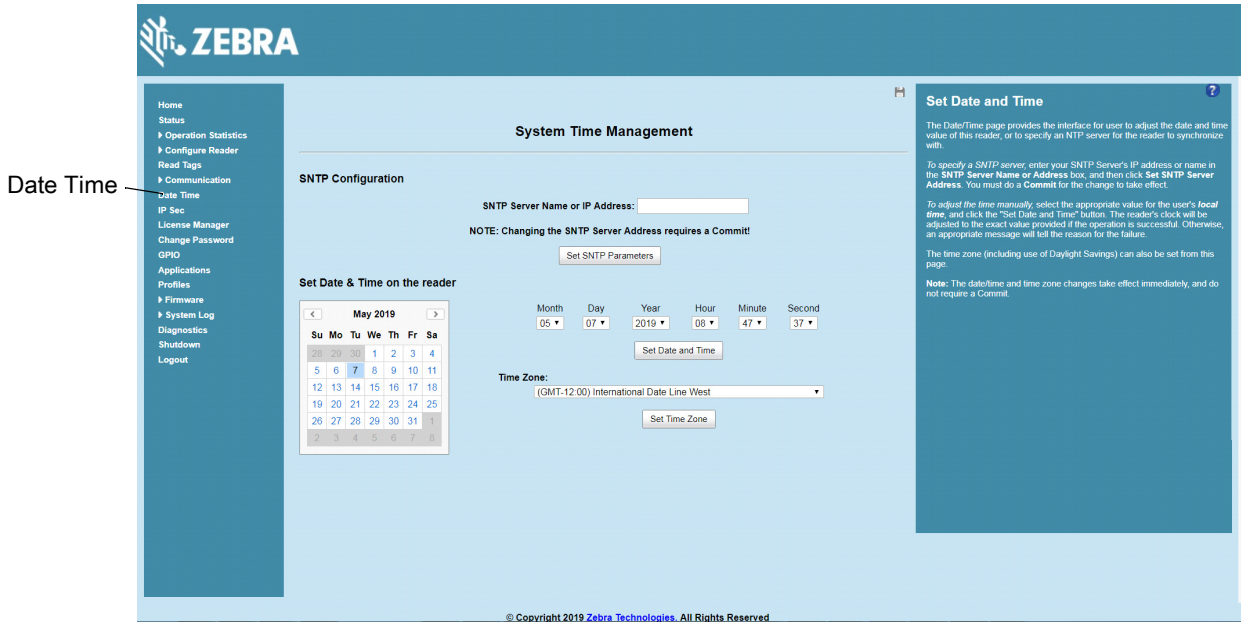 ZEBRA
Date Time
Home
Status
Operation Statistics
Configure Reader
Read Tags
Communication
Date Time
IP Sec
License Manager
Change Password
GPIO
Applications
Profiles
Firmware
System Log
Diagnostics
Shutdown
Logout
System Time Management
SNTP Configuration
SNTP Server Name or IP Address:
NOTE: Changing the SNTP Server Address requires a Commit!
Set SNTP Parameters
Set Date & Time on the reader
< May 2019 >
Su Mo Tu We Th Fr Sa
28 29 30 1 2 3 4
5 6 7 8 9 10 11
12 13 14 15 16 17 18
19 20 21 22 23 24 25
26 27 28 29 30 31 1
2 3 4 5 6 7 8
Month Day Year Hour Minute Second
05 07 2019 08 47 37
Set Date and Time
Time Zone:
(GMT-12:00) International Date Line West
Set Time Zone
?
Set Date and Time
The Date/Time page provides the interface for user to adjust the date and time
value of this reader, or to specify an NTP server for the reader to synchronize
with.
To specify a SNTP server, enter your SNTP Server's IP address or name in
the SNTP Server Name or Address box, and then click Set SNTP Server
Address. You must do a Commit for the change to take effect.
To adjust the time manually, select the appropriate value for the user's local
time, and click the "Set Date and Time" button. The reader's clock will be
adjusted to the exact value provided if the operation is successful. Otherwise,
an appropriate message will tell the reason for the failure.
The time zone (including use of Daylight Savings) can also be set from this
page.
Note: The date/time and time zone changes take effect immediately, and do
not require a Commit.
© Copyright 2019 Zebra Technologies. All Rights Reserved